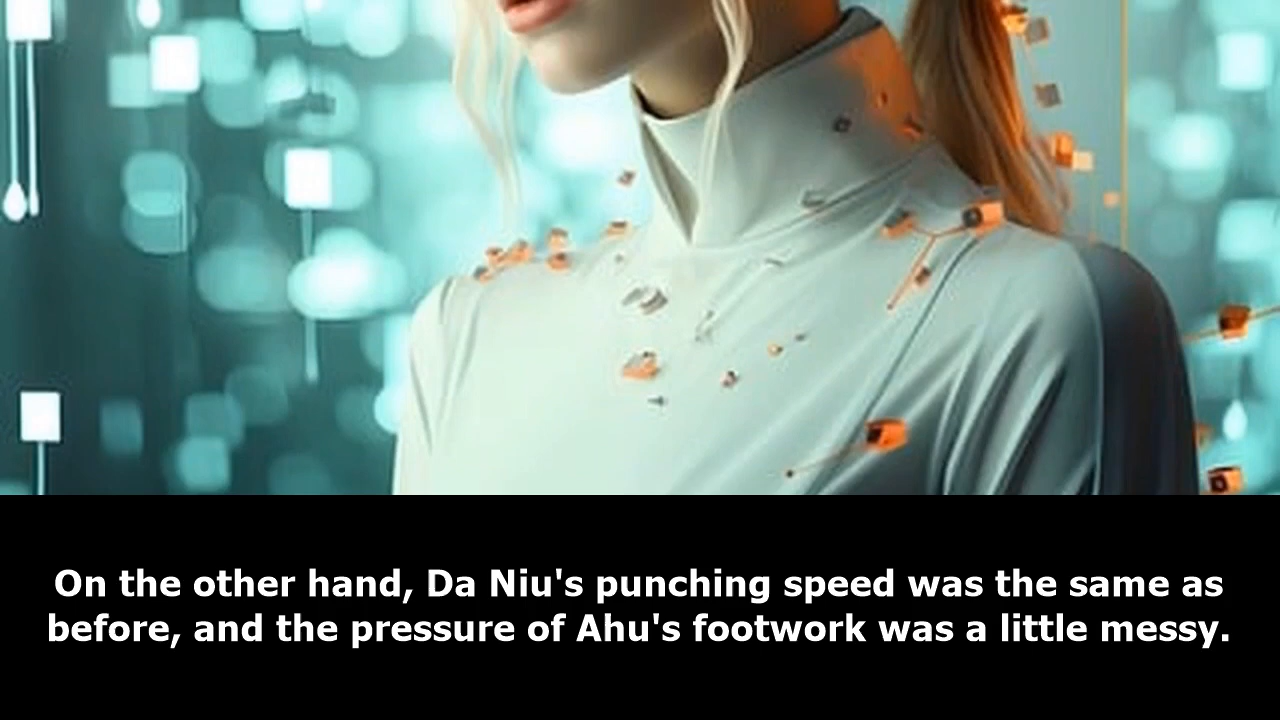 On the other hand, Da Niu's punching speed was the same as
before, and the pressure of Ahu's footwork was a little messy.